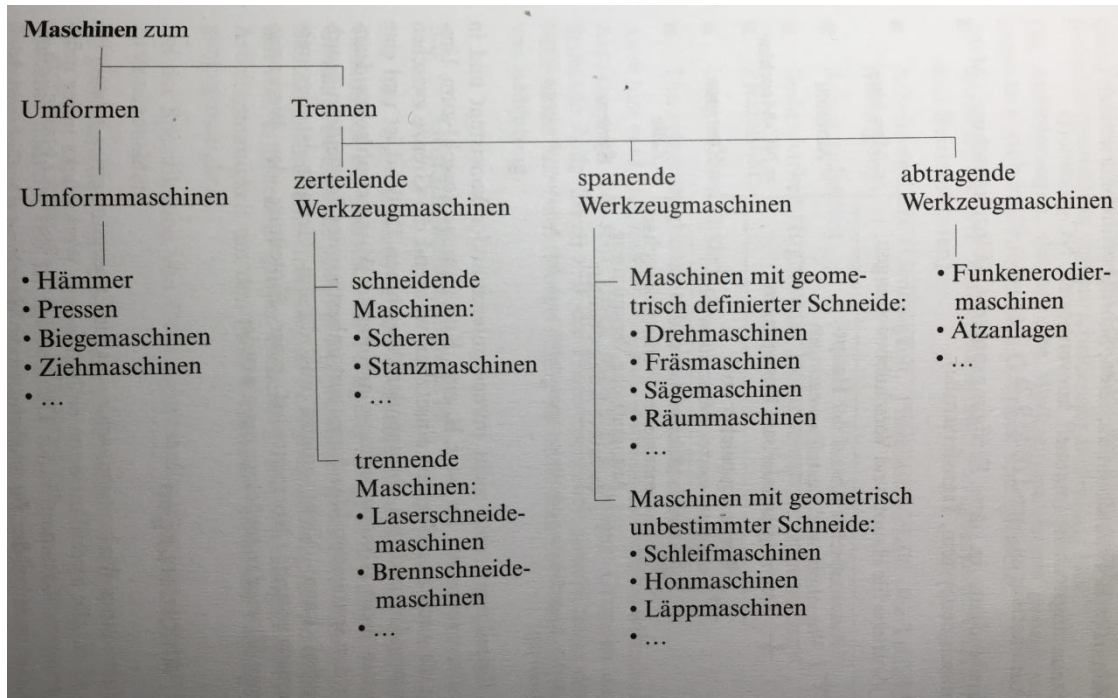 Maschinen zum
Umformen
Trennen
Umformmaschinen
zerteilende
Werkzeugmaschinen
spanende
Werkzeugmaschinen
abtragende
Werkzeugmaschinen
• Hämmer
• Pressen
• Biegemaschinen
• Ziehmaschinen
• ...
schneidende
Maschinen:
• Scheren
• Stanzmaschinen
• ...
trennende
Maschinen:
• Laserschneide-
maschinen
• Brennschneide-
maschinen
• ...
Maschinen mit geome-
trisch definierter Schneide:
• Drehmaschinen
• Fräsmaschinen
• Sägemaschinen
• Räummaschinen
• ...
Maschinen mit geometrisch
unbestimmter Schneide:
• Schleifmaschinen
• Honmaschinen
• Läppmaschinen
• ...
• Funkenerodier-
maschinen
• Ätzanlagen
• ...